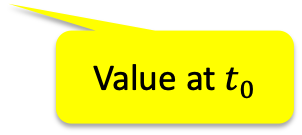 Value at 𝑡₀